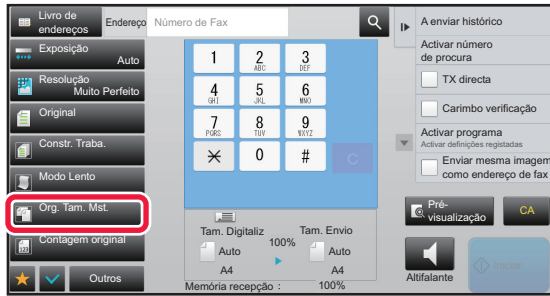 Livro de
endereços
Endereço
Número de Fax
Exposição
Auto
Resolução
Muito Perfeito
Original
Constr. Traba.
Modo Lento
Org. Tam. Mst.
Contagem original
123
Outros
1
2
ABC
3
DEF
4
GHI
5
JKL
6
MNO
7
PQRS
8
TUV
9
WXYZ
0
#
C
Tam. Digitaliz
Tam. Envio
100%
Auto
Auto
A4
A4
Memória recepção :
100%
A enviar histórico
Activar número
de procura
TX directa
Carimbo verificação
Activar programa
Activar definições registadas
Enviar mesma imagem
como endereço de fax
Pré-
visualização
CA
Altifalante
Iniciar